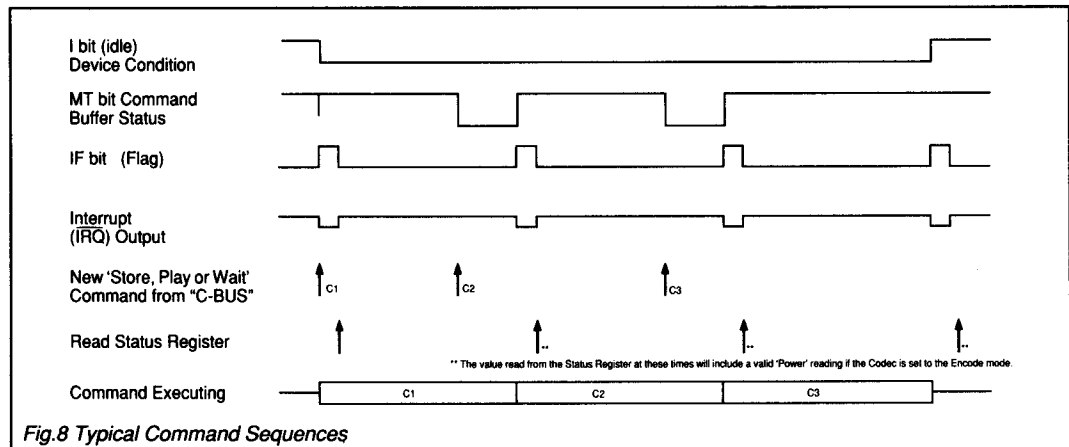 I bit (idle)
Device Condition
MT bit Command
Buffer Status
IF bit (Flag)
Interrupt
(IRQ) Output
New 'Store, Play or Wait'
Command from "C-BUS"
C1
C2
C3
Read Status Register
**
**
**
** The value read from the Status Register at these times will include a valid 'Power' reading if the Codec is set to the Encode mode.
Command Executing
C1
C2
C3
Fig.8 Typical Command Sequences